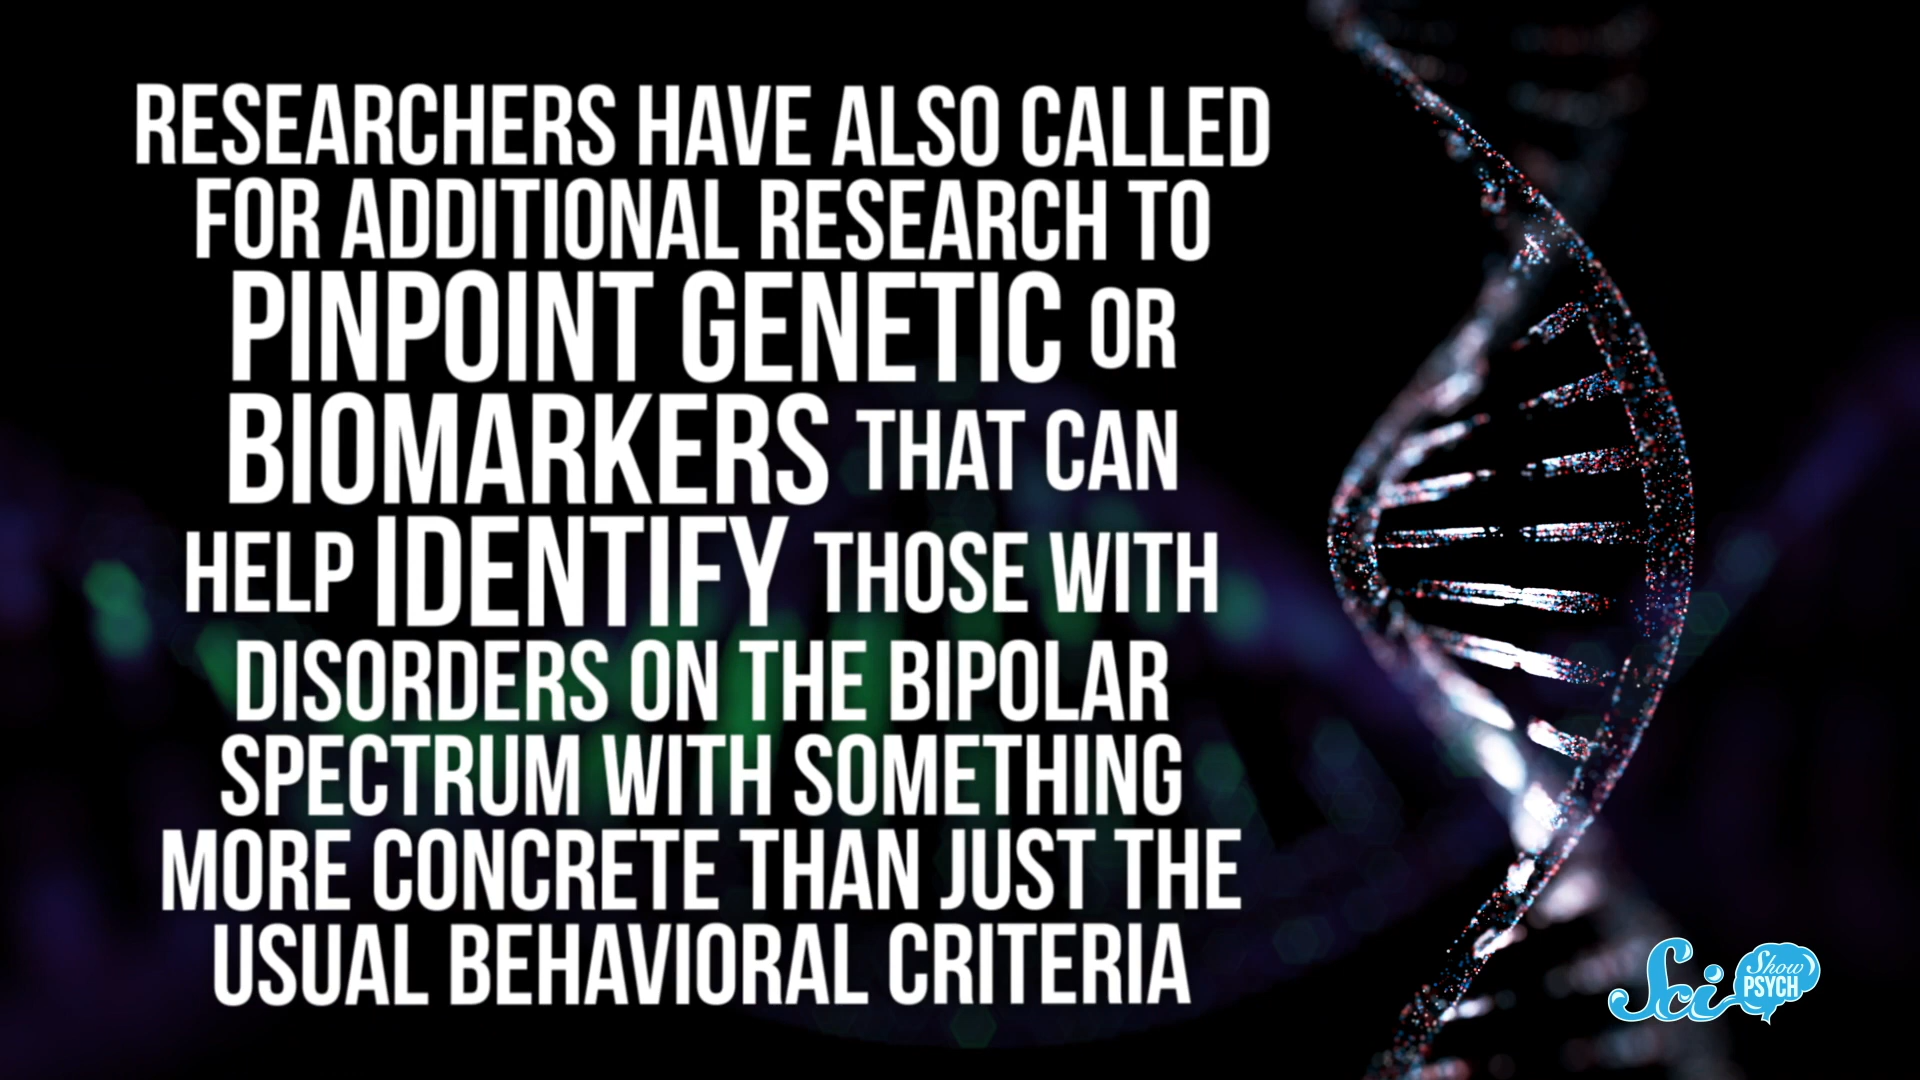 RESEARCHERS HAVE ALSO CALLED
FOR ADDITIONAL RESEARCH TO
PINPOINT GENETIC OR
BIOMARKERS THAT CAN
HELP IDENTIFY THOSE WITH
DISORDERS ON THE BIPOLAR
SPECTRUM WITH SOMETHING
MORE CONCRETE THAN JUST THE
USUAL BEHAVIORAL CRITERIA
Sci Show
PSYCH